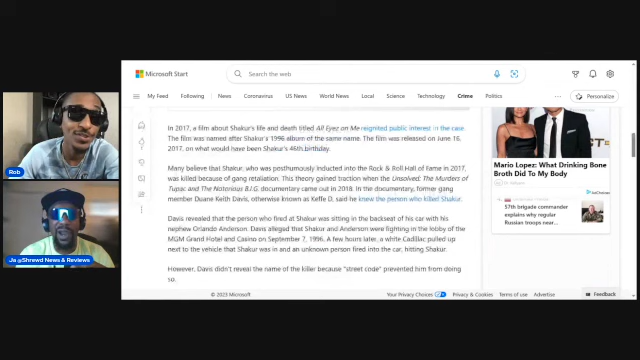 Microsoft Start
Search the web
My Feed
Following
News
Coronavirus
US News
World
Local
Science
Technology
Crime
Politics
Personalize
In 2017, a film about Shakur's life and death titled All Eyez on Me reignited public interest in the case.
The film was named after Shakur's 1996 album of the same name. The film was released on June 16,
2017, on what would have been Shakur's 46th birthday.
Many believe that Shakur, who was posthumously inducted into the Rock & Roll Hall of Fame in 2017,
was killed because of gang retaliation. This theory gained traction when the Unsolved: The Murders of
Tupac and The Notorious B.I.G. documentary came out in 2018. In the documentary, former gang
member Duane Keith Davis, otherwise known as Keffe D, said he knew the person who killed Shakur.
Davis revealed that the person who fired at Shakur was sitting in the backseat of his car with his
nephew Orlando Anderson. Davis alleged that Shakur and Anderson were fighting in the lobby of the
MGM Grand Hotel and Casino on September 7, 1996. A few hours later, a white Cadillac pulled up
next to the vehicle that Shakur was in and an unknown person fired into the car, hitting Shakur.
However, Davis didn't reveal the name of the killer because "street code" prevented him from doing
so.
Mario Lopez: What Drinking Bone
Broth Did To My Body
AdChoices
57th brigade commander
explains why regular
Russian troops near...
Rob
Ja @Shrewd News & Reviews
© 2023 Microsoft
Your Privacy Choices
Privacy & Cookies
Terms of use
Advertise
Feedback